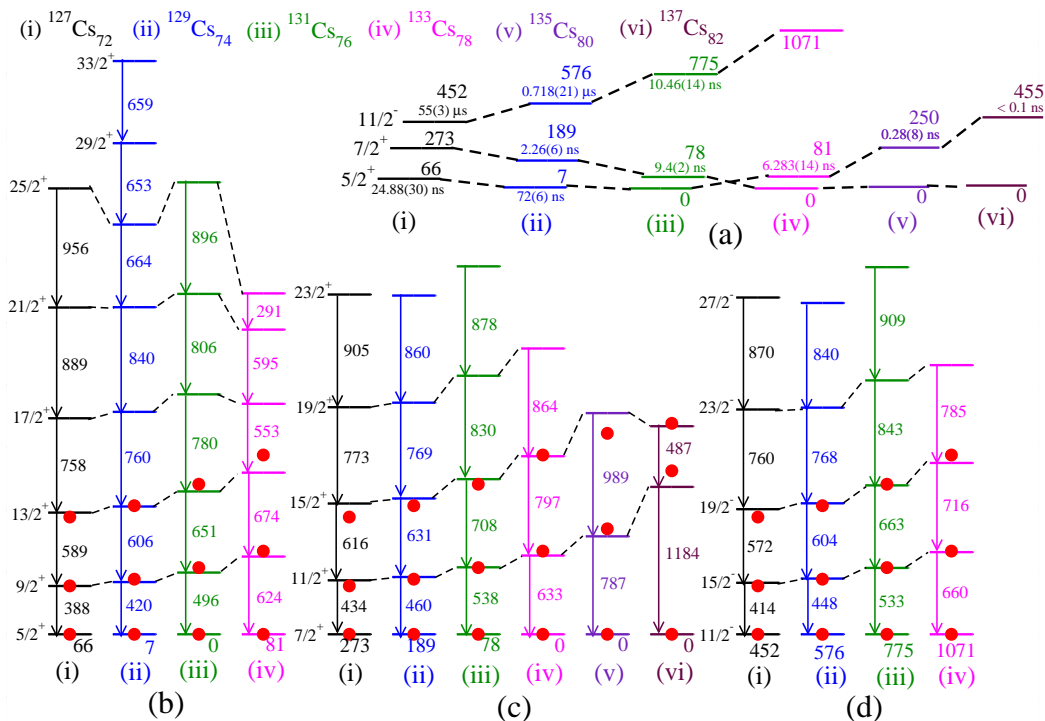 (i) ¹²⁷Cs₇₂ (ii) ¹²⁹Cs₇₄ (iii) ¹³¹Cs₇₆ (iv) ¹³³Cs₇₈ (v) ¹³⁵Cs₈₀ (vi) ¹³⁷Cs₈₂
11/2⁻ 452 576 775 1071
55(3) μs 0.718(21) μs 10.46(14) ns
7/2⁺ 273 189 78 81 250 455
2.26(6) ns 9.4(2) ns 6.283(14) ns 0.28(8) ns < 0.1 ns
5/2⁺ 66 7 0 0 0 0
24.88(30) ns 72(6) ns
(i) (ii) (iii) (iv) (v) (vi)
(a)
33/2⁺
659
29/2⁺
653
25/2⁺
956 664 896 291
21/2⁺
889 840 806 595
17/2⁺
758 760 780 553
13/2⁺
589 606 651 674
9/2⁺
388 420 496 624
5/2⁺
66 7 0 81
(i) (ii) (iii) (iv)
(b)
23/2⁺
905 860 878
19/2⁺
773 769 830 864 989 487
15/2⁺
616 631 708 797 1184
11/2⁺
434 460 538 633 787
7/2⁺
273 189 78 0 0 0
(i) (ii) (iii) (iv) (v) (vi)
(c)
27/2⁻
870 840 909
23/2⁻
760 768 843 785
19/2⁻
572 604 663 716
15/2⁻
414 448 533 660
11/2⁻
452 576 775 1071
(i) (ii) (iii) (iv)
(d)